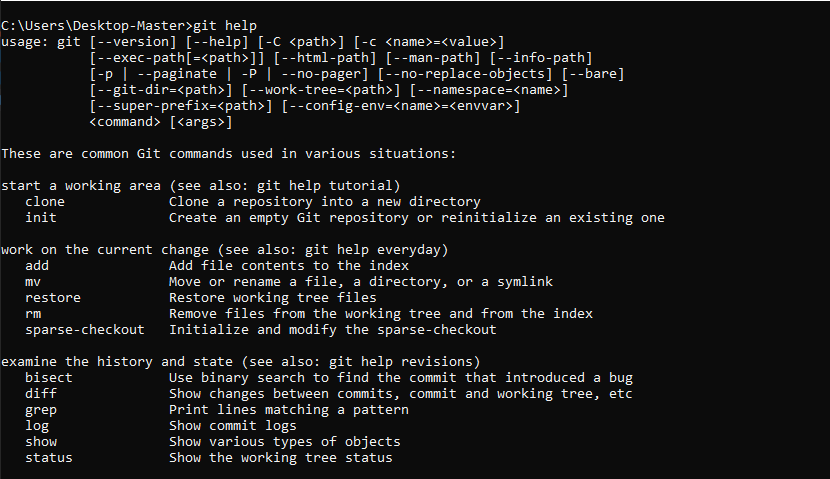 C:\Users\Desktop-Master>git help
usage: git [--version] [--help] [-C <path>] [-c <name>=<value>]
           [--exec-path[=<path>]] [--html-path] [--man-path] [--info-path]
           [-p | --paginate | -P | --no-pager] [--no-replace-objects] [--bare]
           [--git-dir=<path>] [--work-tree=<path>] [--namespace=<name>]
           [--super-prefix=<path>] [--config-env=<name>=<envvar>]
           <command> [<args>]

These are common Git commands used in various situations:

start a working area (see also: git help tutorial)
   clone             Clone a repository into a new directory
   init              Create an empty Git repository or reinitialize an existing one

work on the current change (see also: git help everyday)
   add               Add file contents to the index
   mv                Move or rename a file, a directory, or a symlink
   restore           Restore working tree files
   rm                Remove files from the working tree and from the index
   sparse-checkout   Initialize and modify the sparse-checkout

examine the history and state (see also: git help revisions)
   bisect            Use binary search to find the commit that introduced a bug
   diff              Show changes between commits, commit and working tree, etc
   grep              Print lines matching a pattern
   log               Show commit logs
   show              Show various types of objects
   status            Show the working tree status